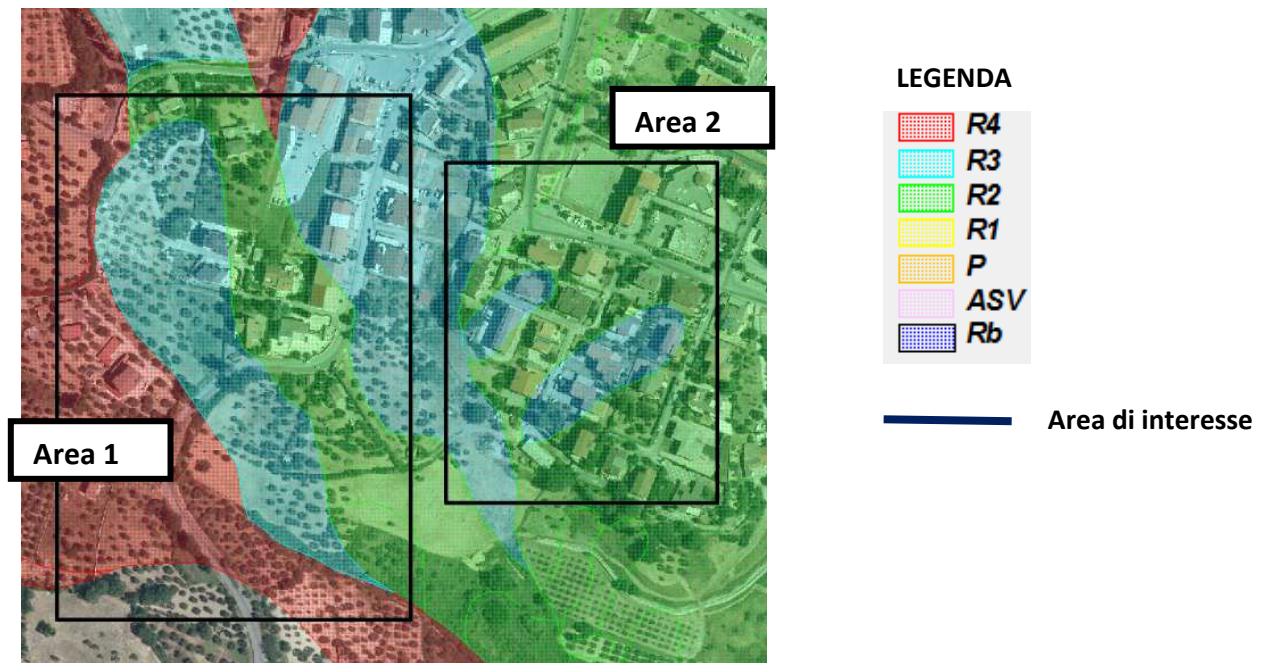 Area 2
Area 1
LEGENDA
R4
R3
R2
R1
P
ASV
Rb
Area di interesse